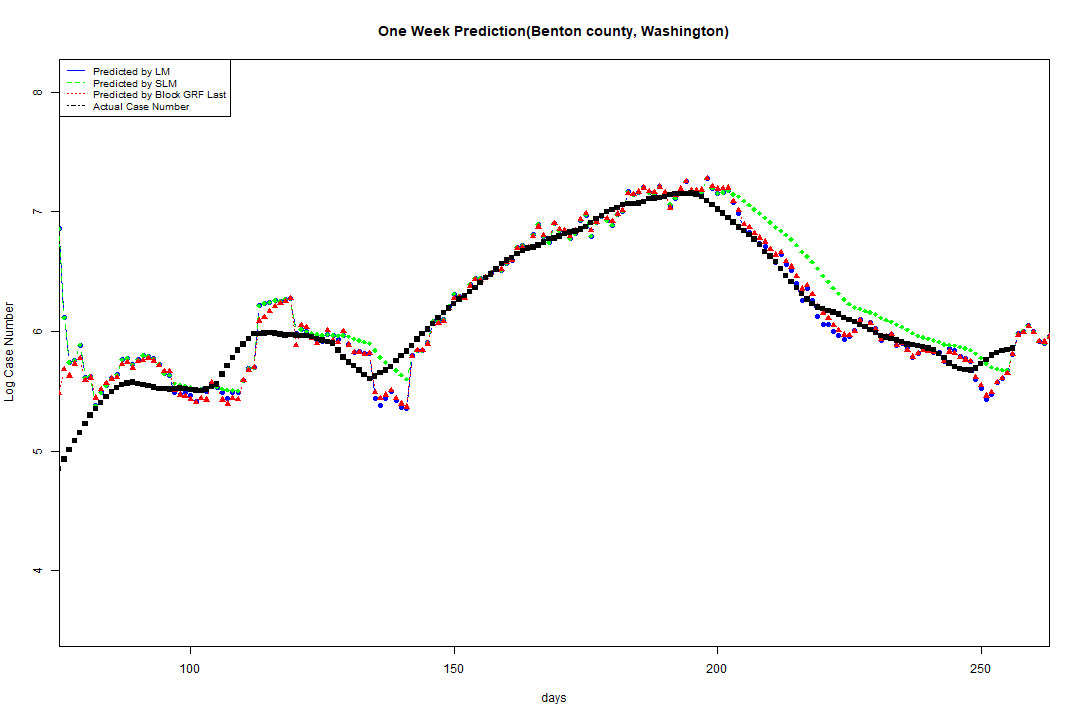 One Week Prediction(Benton county, Washington)
Predicted by LM
Predicted by SLM
Predicted by Block GRF Last
Actual Case Number
8
7
6
5
4
Log Case Number
100 150 200 250
days